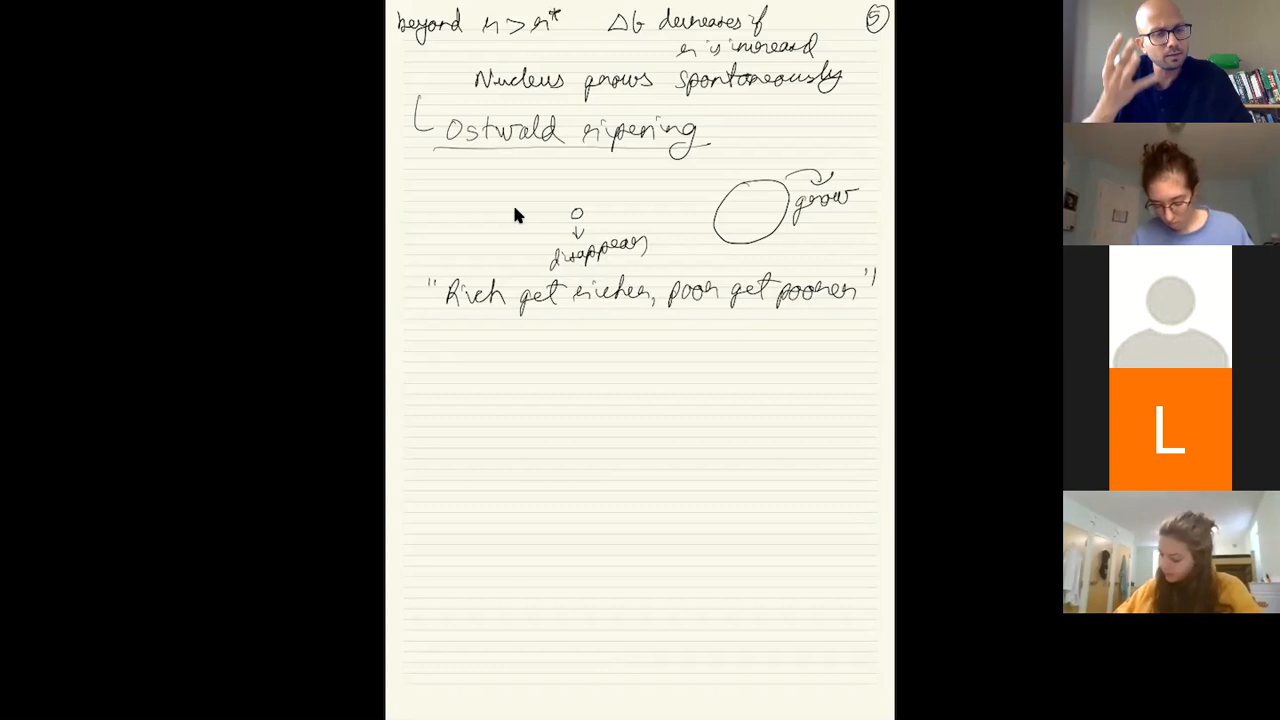 beyond r > r* ΔG decreases if ⑤
r is increased
Nucleus grows spontaneously
Ostwald ripening
grow
disappears
"Rich get richer, poor get poorer"
L